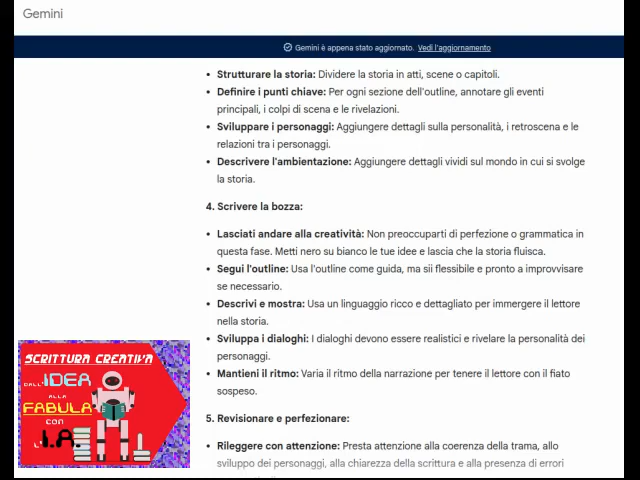 Gemini
Gemini è appena stato aggiornato. Vedi l'aggiornamento
• Strutturare la storia: Dividere la storia in atti, scene o capitoli.
• Definire i punti chiave: Per ogni sezione dell'outline, annotare gli eventi
principali, i colpi di scena e le rivelazioni.
• Sviluppare i personaggi: Aggiungere dettagli sulla personalità, i retroscena e le
relazioni tra i personaggi.
• Descrivere l'ambientazione: Aggiungere dettagli vividi sul mondo in cui si svolge
la storia.
4. Scrivere la bozza:
• Lasciati andare alla creatività: Non preoccuparti di perfezione o grammatica in
questa fase. Metti nero su bianco le tue idee e lascia che la storia fluisca.
• Segui l'outline: Usa l'outline come guida, ma sii flessibile e pronto a improvvisare
se necessario.
• Descrivi e mostra: Usa un linguaggio ricco e dettagliato per immergere il lettore
nella storia.
• Sviluppa i dialoghi: I dialoghi devono essere realistici e rivelare la personalità dei
personaggi.
• Mantieni il ritmo: Varia il ritmo della narrazione per tenere il lettore con il fiato
sospeso.
5. Revisionare e perfezionare:
• Rileggere con attenzione: Presta attenzione alla coerenza della trama, allo
sviluppo dei personaggi, alla chiarezza della scrittura e alla presenza di errori
SCRITTURA CREATIVA
DALL'IDEA
ALLA
FABULA
CON
L'I.A.